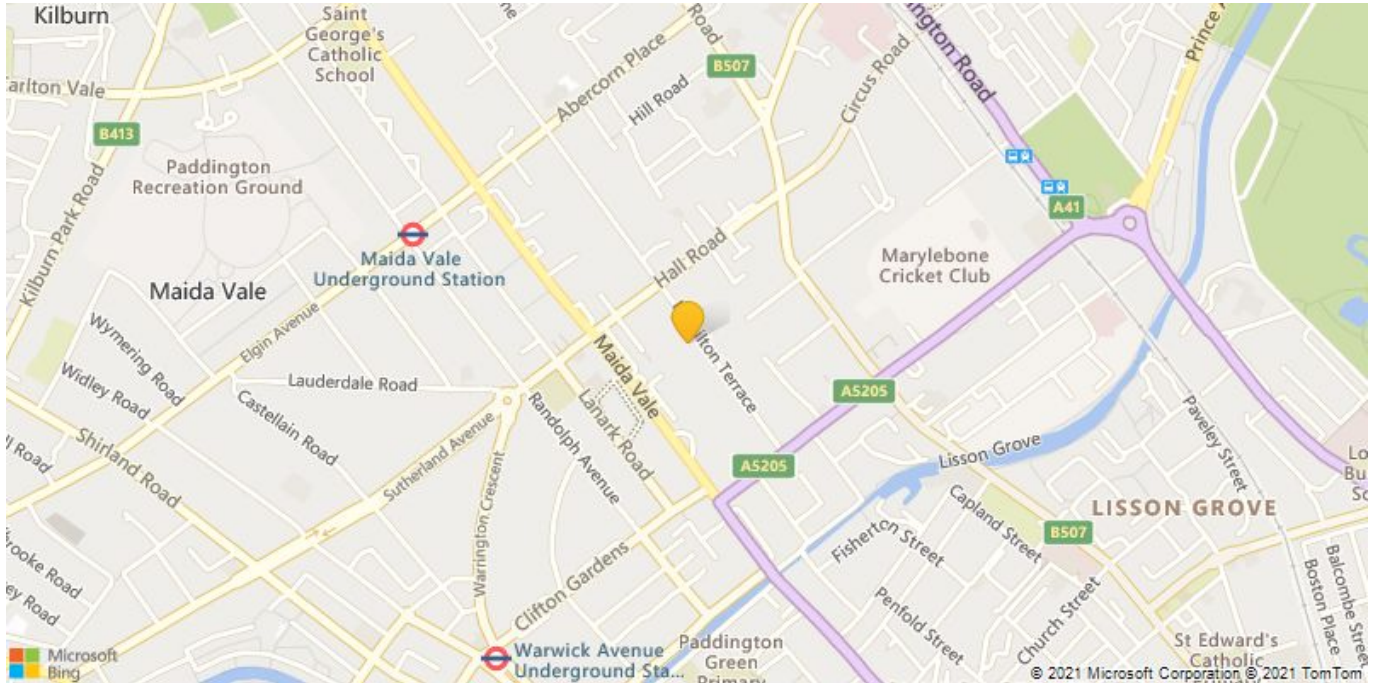 Kilburn
Saint
George's
Catholic
School
Road
B507
Circus Road
Prince
Abercorn Place
Hill Road
B413
Paddington
Recreation Ground
Kilburn Park Road
A41
Maida Vale
Underground Station
Hall Road
Marylebone
Cricket Club
Maida Vale
Elgin Avenue
Wymering Road
Widley Road
Lauderdale Road
Castellain Road
Shirland Road
Sutherland Avenue
Randolph Avenue
Lanark Road
Maida Vale
Terrace
A5205
A5205
Lisson Grove
Paveley Street
LISSON GROVE
Capland Street
B507
Fisherton Street
Warrington Crescent
Clifton Gardens
Penfold Street
Church Street
Balcombe Street
Boston Place
Warwick Avenue
Underground Sta...
Paddington
Green
Primary
St Edward's
Catholic
Microsoft
Bing
© 2021 Microsoft Corporation © 2021 TomTom